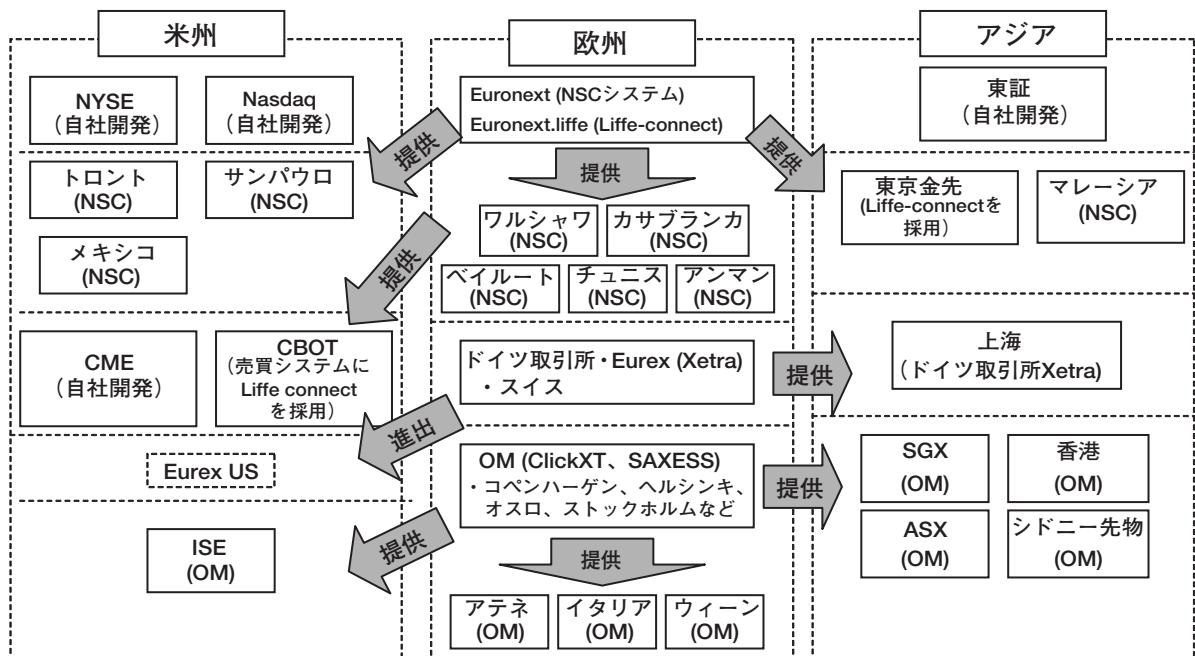 米州
NYSE
（自社開発）
Nasdaq
（自社開発）
トロント
(NSC)
サンパウロ
(NSC)
メキシコ
(NSC)
CME
（自社開発）
CBOT
（売買システムに
Liffe connect
を採用）
Eurex US
ISE
(OM)
提供
提供
進出
提供
欧州
Euronext (NSCシステム)
Euronext.liffe (Liffe-connect)
提供
ワルシャワ
(NSC)
カサブランカ
(NSC)
ベイルート
(NSC)
チュニス
(NSC)
アンマン
(NSC)
ドイツ取引所・Eurex (Xetra)
・スイス
OM (ClickXT、SAXESS)
・コペンハーゲン、ヘルシンキ、
オスロ、ストックホルムなど
提供
アテネ
(OM)
イタリア
(OM)
ウィーン
(OM)
提供
提供
提供
アジア
東証
（自社開発）
東京金先
(Liffe-connectを
採用）
マレーシア
(NSC)
上海
（ドイツ取引所Xetra)
SGX
(OM)
香港
(OM)
ASX
(OM)
シドニー先物
(OM)